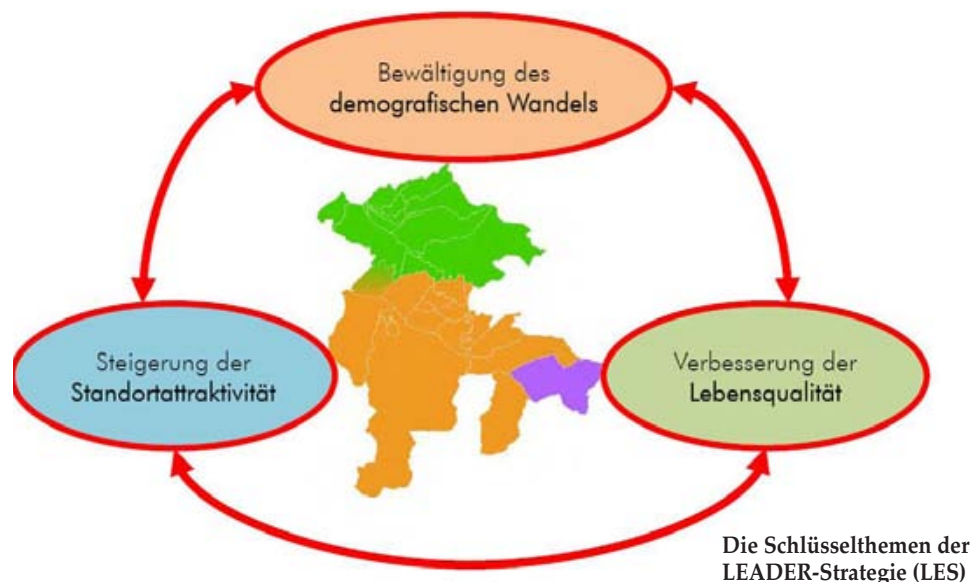 Bewältigung des
demografischen Wandels
Steigerung der
Standortattraktivität
Verbesserung der
Lebensqualität
Die Schlüsselthemen der
LEADER-Strategie (LES)